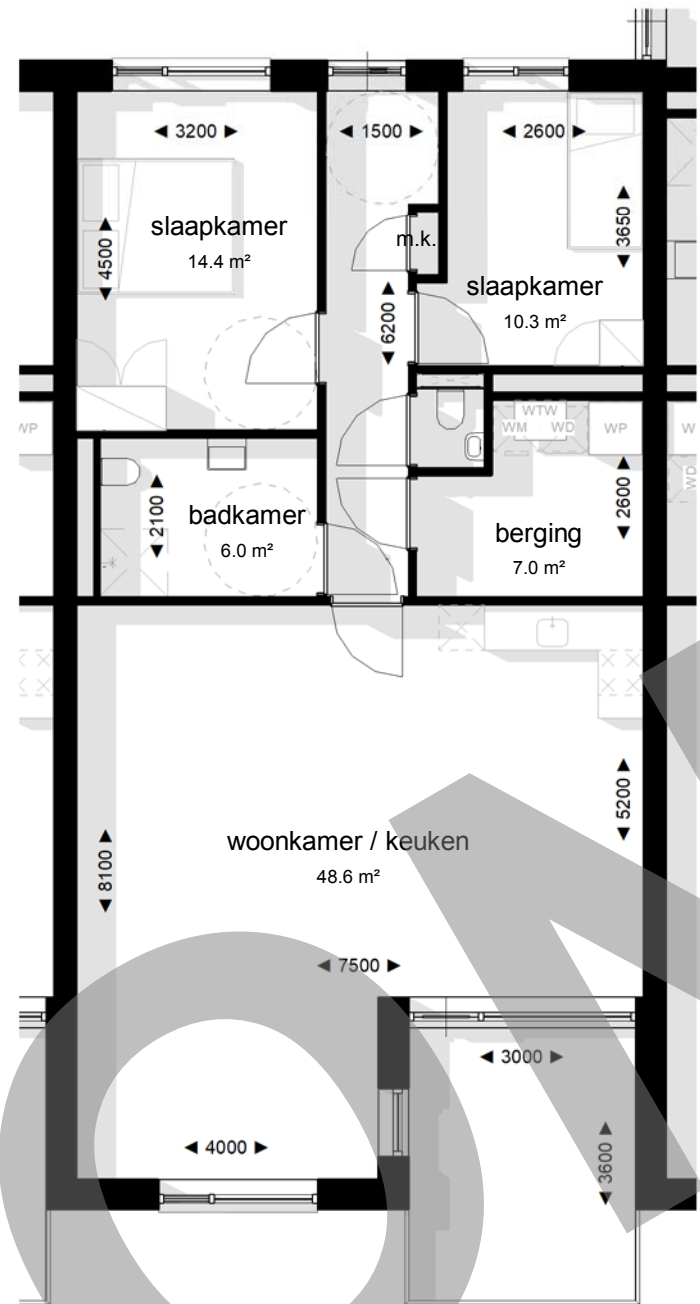 ◄ 3200 ►
◄ 1500 ►
◄ 2600 ►
slaapkamer
14.4 m²
◄ 4500 ►
m.k.
◄ 3650 ►
slaapkamer
10.3 m²
◄ 6200 ►
WP
WTW
WM
WD
WP
W
WD
badkamer
6.0 m²
◄ 2100 ►
berging
7.0 m²
◄ 2600 ►
◄ 5200 ►
woonkamer / keuken
48.6 m²
◄ 8100 ►
◄ 7500 ►
◄ 3000 ►
◄ 4000 ►
◄ 3600 ►